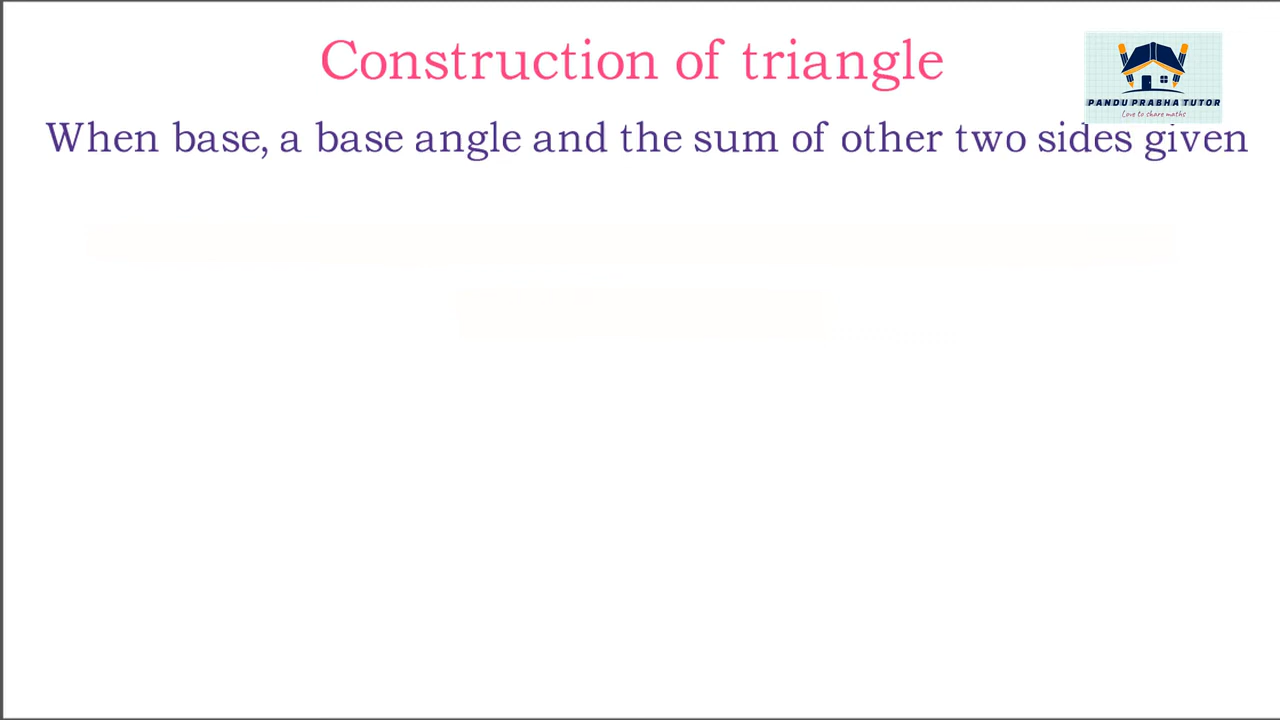 Construction of triangle
PANDU PRABHA TUTOR
Love to share maths
When base, a base angle and the sum of other two sides given